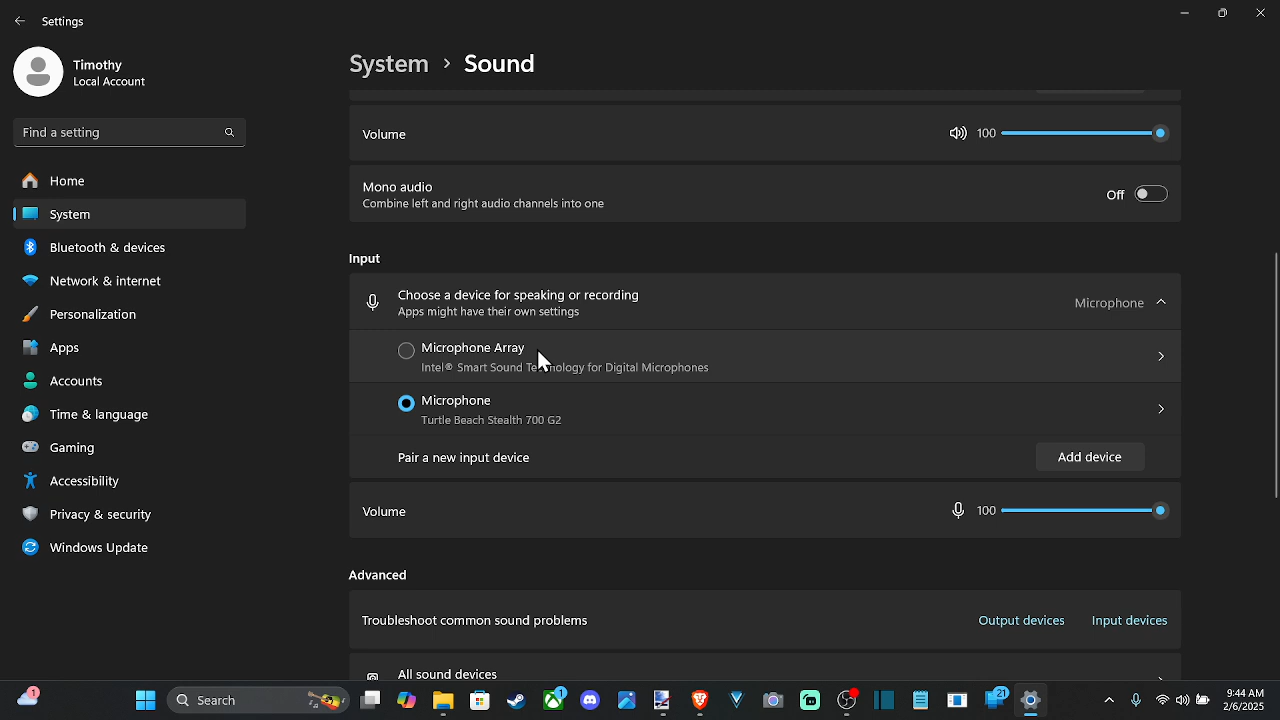 Settings
Timothy
Local Account
Find a setting
Home
System
Bluetooth & devices
Network & internet
Personalization
Apps
Accounts
Time & language
Gaming
Accessibility
Privacy & security
Windows Update
System > Sound
Volume 100
Mono audio
Combine left and right audio channels into one
Off
Input
Choose a device for speaking or recording
Apps might have their own settings
Microphone
Microphone Array
Intel® Smart Sound Technology for Digital Microphones
Microphone
Turtle Beach Stealth 700 G2
Pair a new input device Add device
Volume 100
Advanced
Troubleshoot common sound problems Output devices Input devices
All sound devices
1
Search
1
21
9:44 AM
2/6/2025